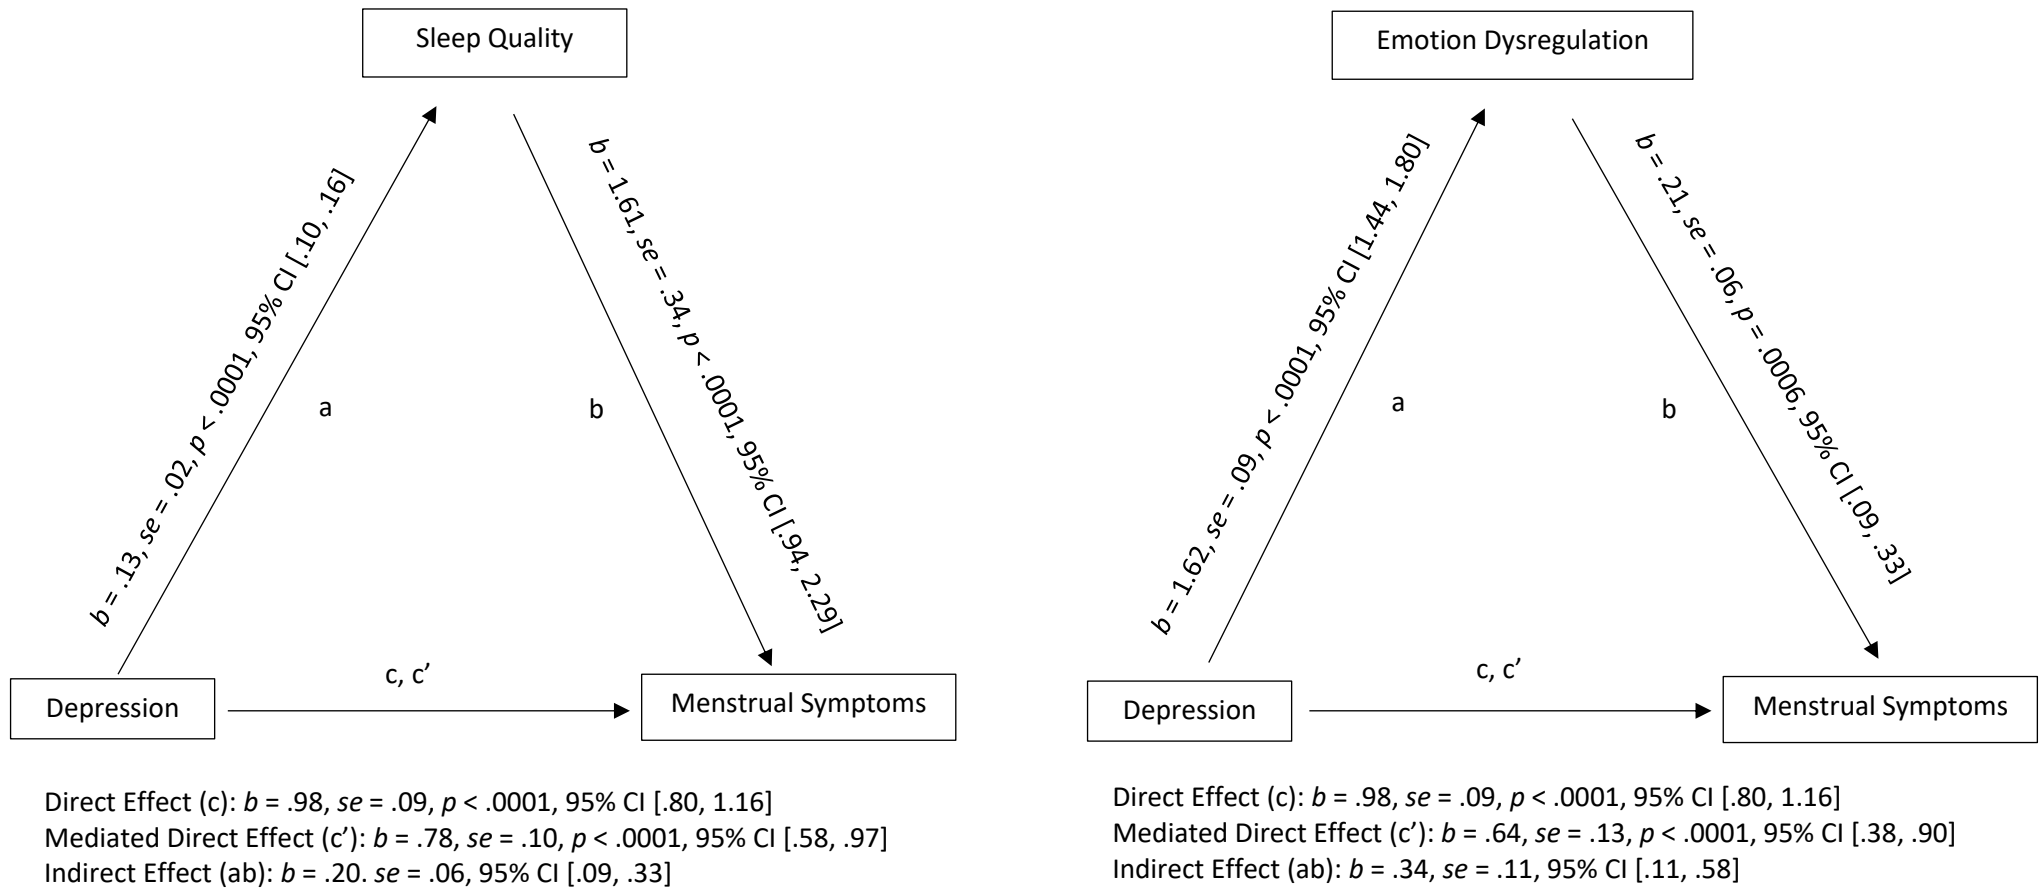 Sleep Quality
b = .13, se = .02, p < .0001, 95% CI [.10, .16]
a
b = 1.61, se = .34, p < .0001, 95% CI [.94, 2.29]
b
Depression
c, c’
Menstrual Symptoms
Direct Effect (c): b = .98, se = .09, p < .0001, 95% CI [.80, 1.16]
Mediated Direct Effect (c’): b = .78, se = .10, p < .0001, 95% CI [.58, .97]
Indirect Effect (ab): b = .20. se = .06, 95% CI [.09, .33]
Emotion Dysregulation
b = 1.62, se = .09, p < .0001, 95% CI [1.44, 1.80]
a
b = .21, se = .06, p = .0006, 95% CI [.09, .33]
b
Depression
c, c’
Menstrual Symptoms
Direct Effect (c): b = .98, se = .09, p < .0001, 95% CI [.80, 1.16]
Mediated Direct Effect (c’): b = .64, se = .13, p < .0001, 95% CI [.38, .90]
Indirect Effect (ab): b = .34, se = .11, 95% CI [.11, .58]